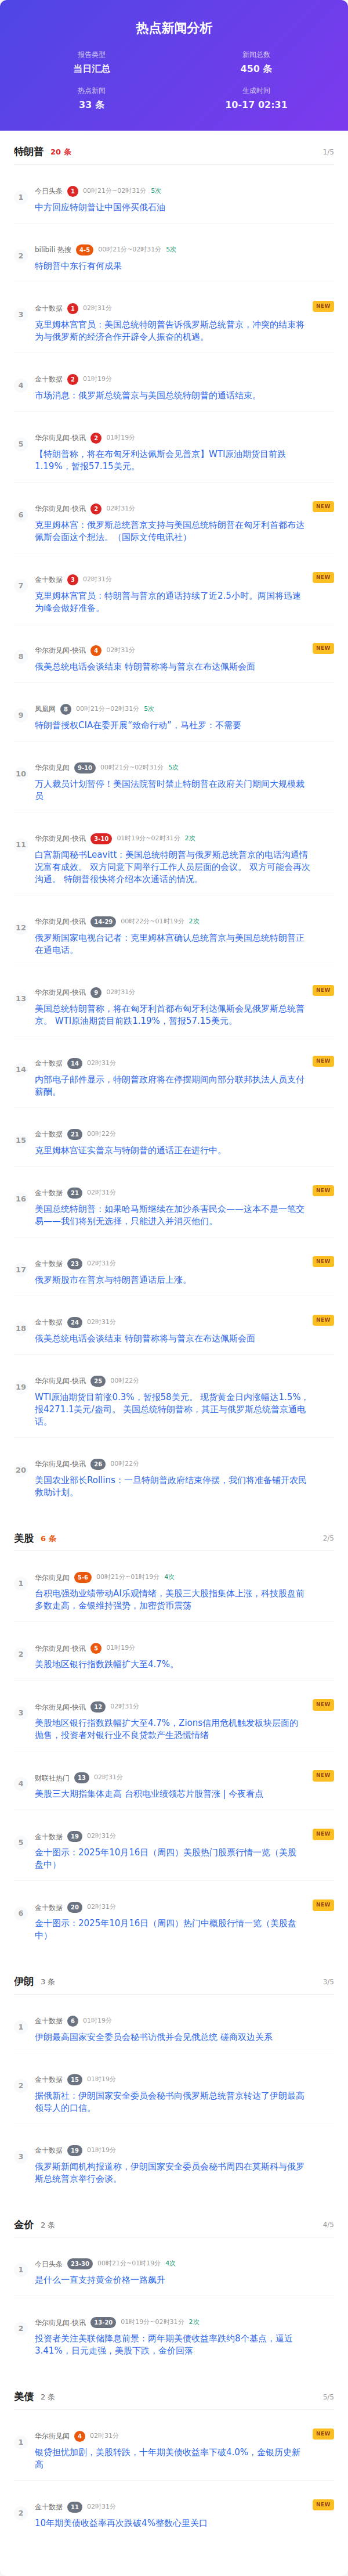 热点新闻分析
报告类型
新闻总数
当日汇总
450 条
热点新闻
生成时间
33 条
10-17 02:31
特朗普 20 条 1/5
1
今日头条 1 00时21分~02时31分 5次
中方回应特朗普让中国停买俄石油
2
bilibili 热搜 4-5 00时21分~02时31分 5次
特朗普中东行有何成果
3
金十数据 1 02时31分 NEW
克里姆林宫官员：美国总统特朗普告诉俄罗斯总统普京，冲突的结束将
为与俄罗斯的经济合作开辟令人振奋的机遇。
4
金十数据 2 01时19分
市场消息：俄罗斯总统普京与美国总统特朗普的通话结束。
5
华尔街见闻-快讯 2 01时19分
【特朗普称，将在布匈牙利达佩斯会见普京】WTI原油期货目前跌
1.19%，暂报57.15美元。
6
华尔街见闻-快讯 2 02时31分 NEW
克里姆林宫：俄罗斯总统普京支持与美国总统特朗普在匈牙利首都布达
佩斯会面这个想法。（国际文传电讯社）
7
金十数据 3 02时31分 NEW
克里姆林宫官员：特朗普与普京的通话持续了近2.5小时。两国将迅速
为峰会做好准备。
8
华尔街见闻-快讯 4 02时31分 NEW
俄美总统电话会谈结束 特朗普称将与普京在布达佩斯会面
9
凤凰网 8 00时21分~02时31分 5次
特朗普授权CIA在委开展“致命行动”，马杜罗：不需要
10
华尔街见闻 9-10 00时21分~02时31分 5次
万人裁员计划暂停！美国法院暂时禁止特朗普在政府关门期间大规模裁
员
11
华尔街见闻-快讯 3-10 01时19分~02时31分 2次
白宫新闻秘书Leavitt：美国总统特朗普与俄罗斯总统普京的电话沟通情
况富有成效。 双方同意下周举行工作人员层面的会议。 双方可能会再次
沟通。 特朗普很快将介绍本次通话的情况。
12
华尔街见闻-快讯 14-29 00时22分~01时19分 2次
俄罗斯国家电视台记者：克里姆林宫确认总统普京与美国总统特朗普正
在通电话。
13
华尔街见闻-快讯 9 02时31分 NEW
美国总统特朗普称，将在匈牙利首都布匈牙利达佩斯会见俄罗斯总统普
京。 WTI原油期货目前跌1.19%，暂报57.15美元。
14
金十数据 14 02时31分 NEW
内部电子邮件显示，特朗普政府将在停摆期间向部分联邦执法人员支付
薪酬。
15
金十数据 21 00时22分
克里姆林宫证实普京与特朗普的通话正在进行中。
16
金十数据 21 02时31分 NEW
美国总统特朗普：如果哈马斯继续在加沙杀害民众——这本不是一笔交
易——我们将别无选择，只能进入并消灭他们。
17
金十数据 23 02时31分 NEW
俄罗斯股市在普京与特朗普通话后上涨。
18
金十数据 24 02时31分 NEW
俄美总统电话会谈结束 特朗普称将与普京在布达佩斯会面
19
华尔街见闻-快讯 25 00时22分
WTI原油期货目前涨0.3%，暂报58美元。 现货黄金日内涨幅达1.5%，
报4271.1美元/盎司。 美国总统特朗普称，其正与俄罗斯总统普京通电
话。
20
华尔街见闻-快讯 26 00时22分
美国农业部长Rollins：一旦特朗普政府结束停摆，我们将准备铺开农民
救助计划。
美股 6 条 2/5
1
华尔街见闻 5-6 00时21分~01时19分 4次
台积电强劲业绩带动AI乐观情绪，美股三大股指集体上涨，科技股盘前
多数走高，金银维持强势，加密货币震荡
2
华尔街见闻-快讯 5 01时19分
美股地区银行指数跌幅扩大至4.7%。
3
华尔街见闻-快讯 12 02时31分 NEW
美股地区银行指数跌幅扩大至4.7%，Zions信用危机触发板块层面的
抛售，投资者对银行业不良贷款产生恐慌情绪
4
财联社热门 13 02时31分 NEW
美股三大期指集体走高 台积电业绩领芯片股普涨 | 今夜看点
5
金十数据 19 02时31分 NEW
金十图示：2025年10月16日（周四）美股热门股票行情一览（美股
盘中）
6
金十数据 20 02时31分 NEW
金十图示：2025年10月16日（周四）热门中概股行情一览（美股盘
中）
伊朗 3 条 3/5
1
金十数据 6 01时19分
伊朗最高国家安全委员会秘书访俄并会见俄总统 磋商双边关系
2
金十数据 15 01时19分
据俄新社：伊朗国家安全委员会秘书向俄罗斯总统普京转达了伊朗最高
领导人的口信。
3
金十数据 19 01时19分
俄罗斯新闻机构报道称，伊朗国家安全委员会秘书周四在莫斯科与俄罗
斯总统普京举行会谈。
金价 2 条 4/5
1
今日头条 23-30 00时21分~01时19分 4次
是什么一直支持黄金价格一路飙升
2
华尔街见闻-快讯 13-20 01时19分~02时31分 2次
投资者关注美联储降息前景：两年期美债收益率跌约8个基点，逼近
3.41%，日元走强，美股下跌，金价回落
美债 2 条 5/5
1
华尔街见闻 4 02时31分 NEW
银贷担忧加剧，美股转跌，十年期美债收益率下破4.0%，金银历史新
高
2
金十数据 11 02时31分 NEW
10年期美债收益率再次跌破4%整数心里关口